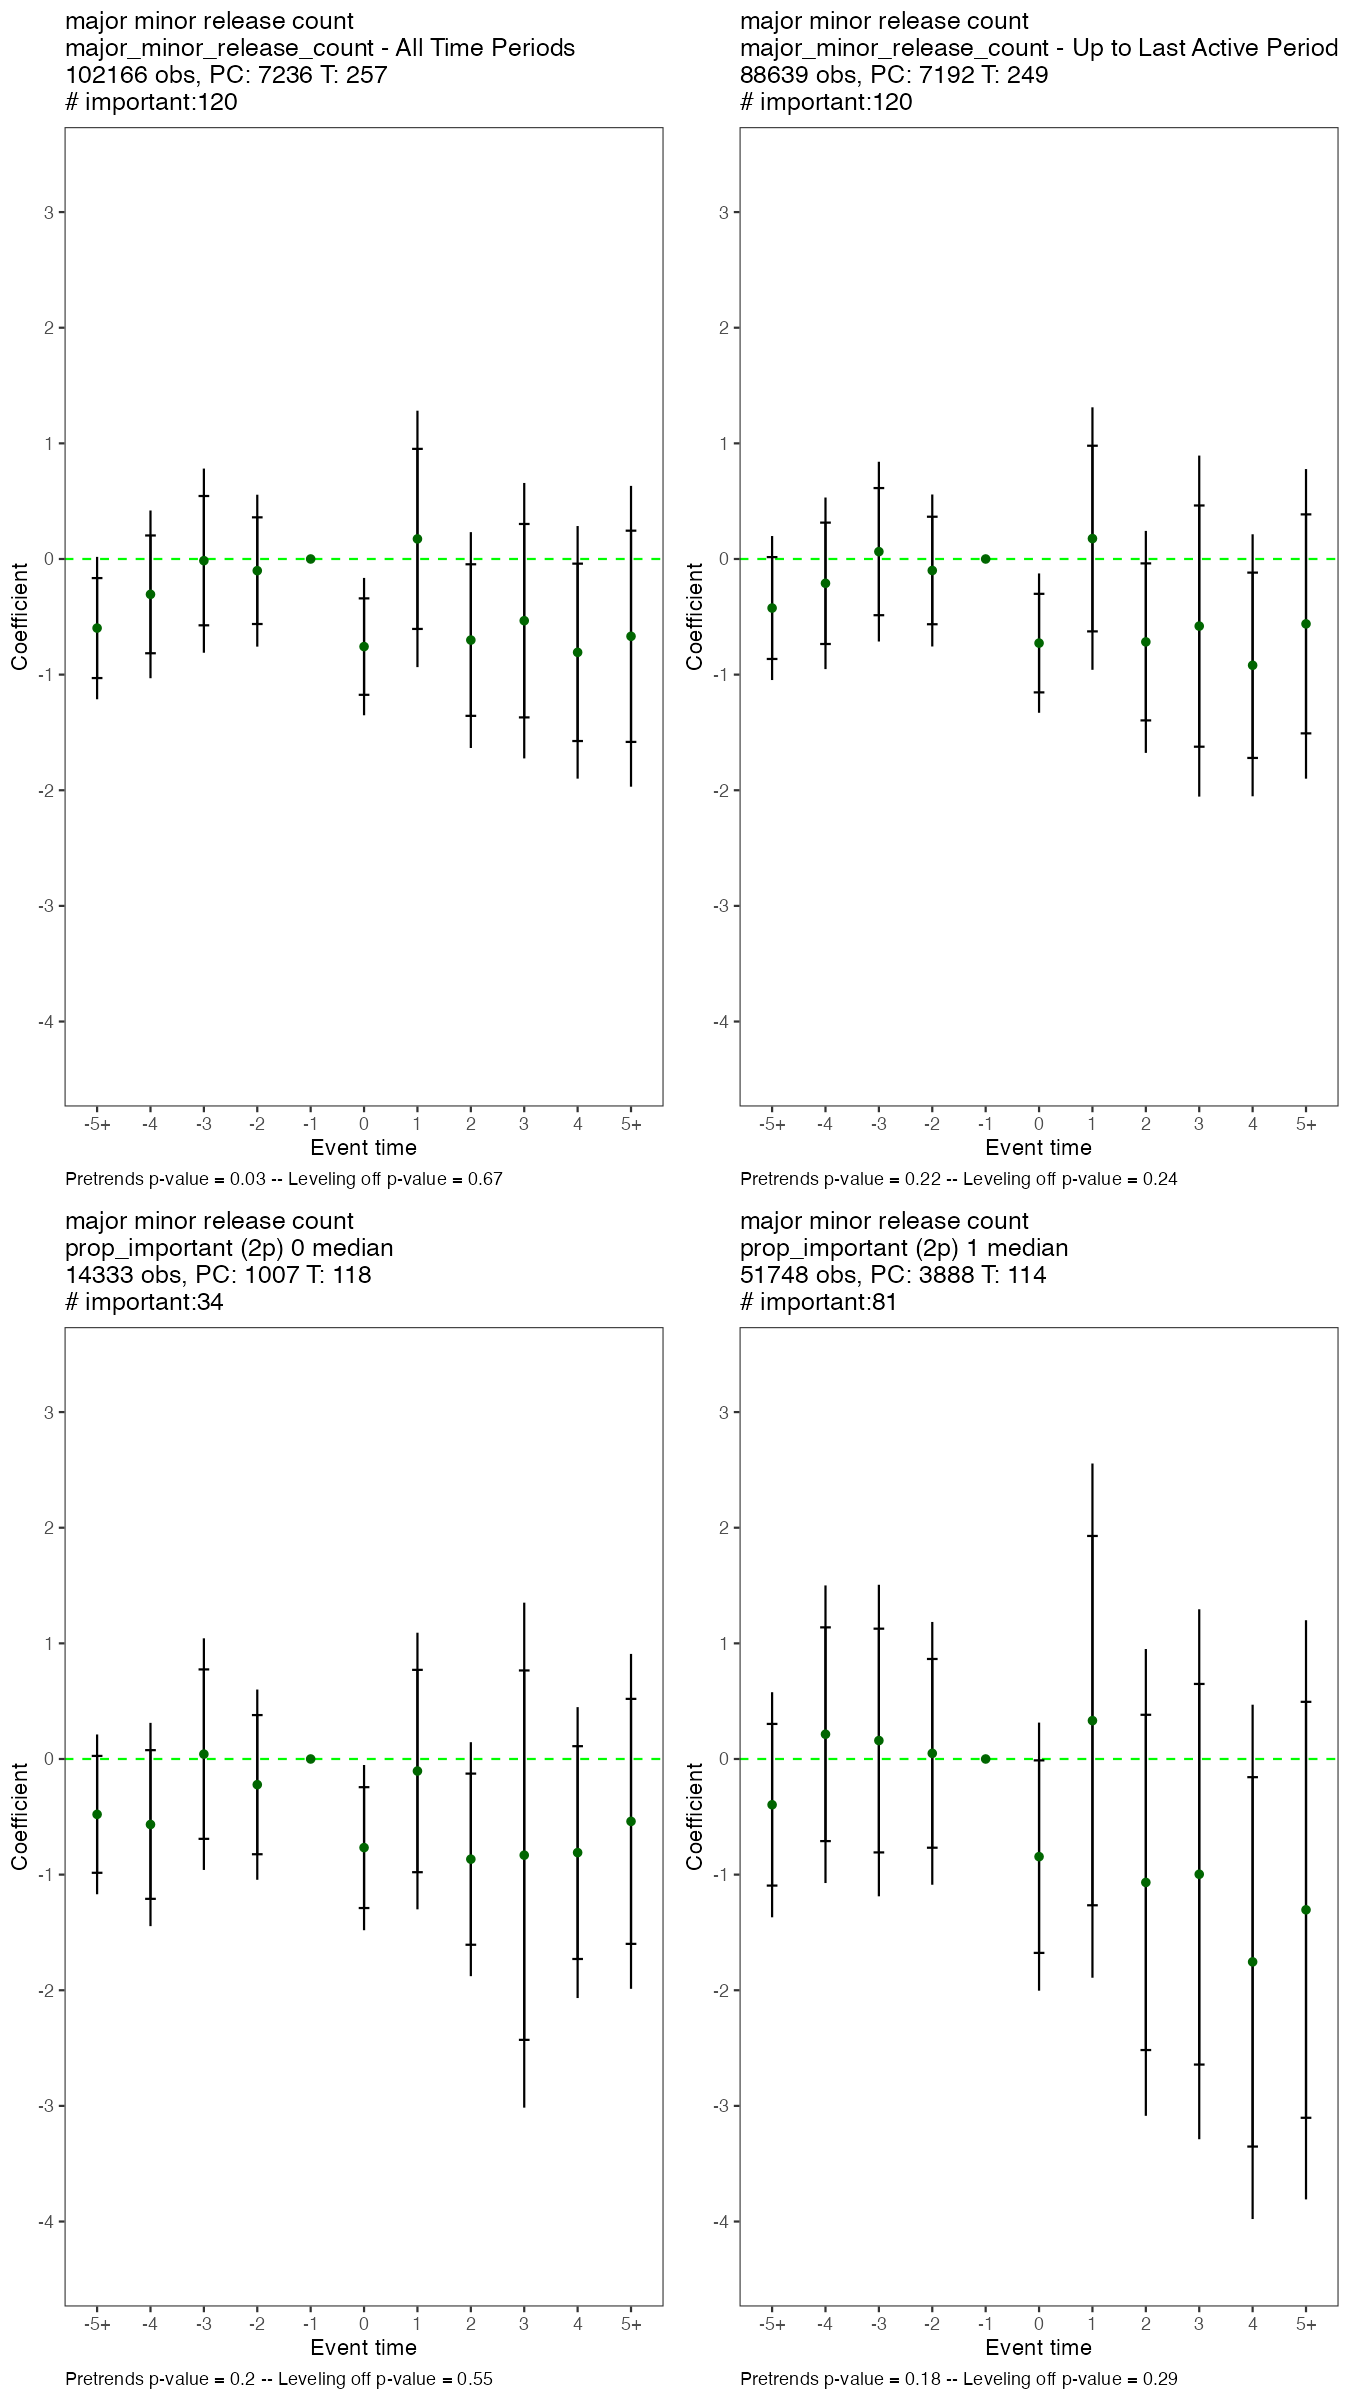 major minor release count
major_minor_release_count - All Time Periods
102166 obs, PC: 7236 T: 257
# important:120
3
2
1
0
-1
-2
-3
-4
Coefficient
-5+ -4 -3 -2 -1 0 1 2 3 4 5+
Event time
Pretrends p-value = 0.03 -- Leveling off p-value = 0.67
major minor release count
major_minor_release_count - Up to Last Active Period
88639 obs, PC: 7192 T: 249
# important:120
3
2
1
0
-1
-2
-3
-4
Coefficient
-5+ -4 -3 -2 -1 0 1 2 3 4 5+
Event time
Pretrends p-value = 0.22 -- Leveling off p-value = 0.24
major minor release count
prop_important (2p) 0 median
14333 obs, PC: 1007 T: 118
# important:34
3
2
1
0
-1
-2
-3
-4
Coefficient
-5+ -4 -3 -2 -1 0 1 2 3 4 5+
Event time
Pretrends p-value = 0.2 -- Leveling off p-value = 0.55
major minor release count
prop_important (2p) 1 median
51748 obs, PC: 3888 T: 114
# important:81
3
2
1
0
-1
-2
-3
-4
Coefficient
-5+ -4 -3 -2 -1 0 1 2 3 4 5+
Event time
Pretrends p-value = 0.18 -- Leveling off p-value = 0.29